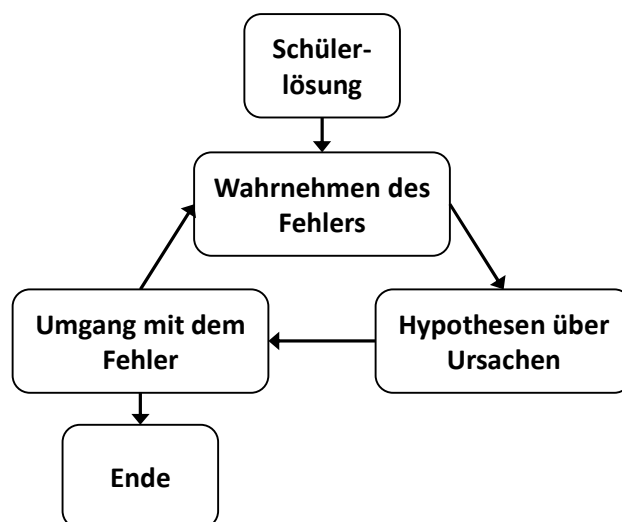 Schüler-
lösung
Wahrnehmen des
Fehlers
Umgang mit dem
Fehler
Hypothesen über
Ursachen
Ende